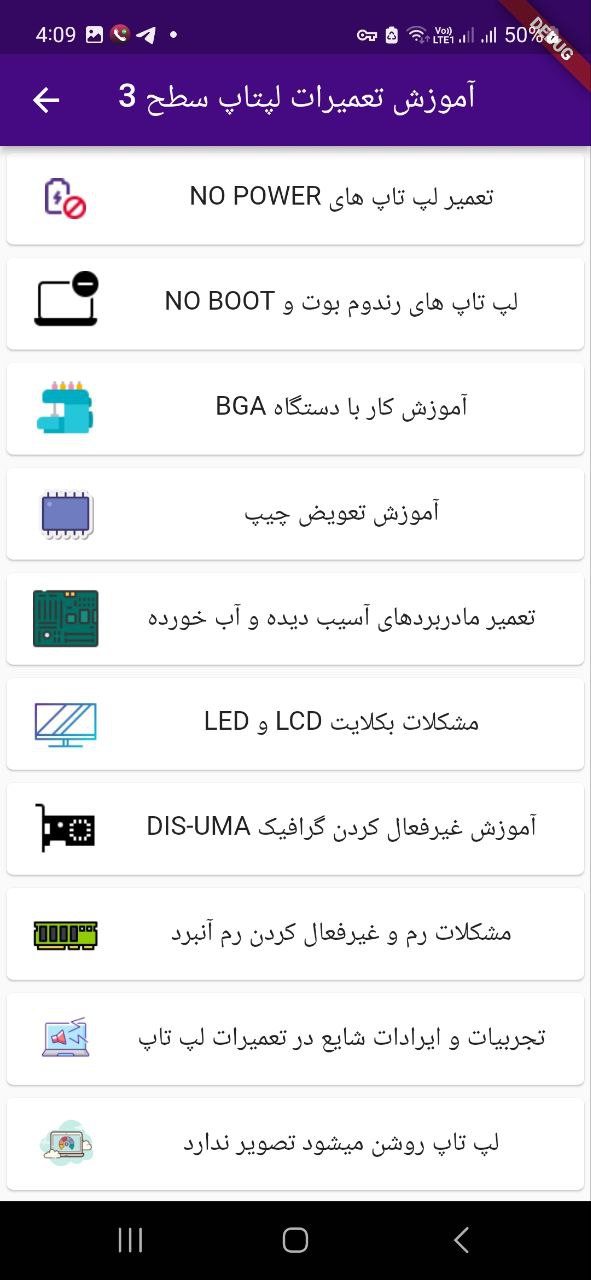 4:09
Vo)) LTE1 50%
DEBUG
آموزش تعمیرات لپتاپ سطح 3
تعمیر لپ تاپ های NO POWER
لپ تاپ های رندوم بوت و NO BOOT
آموزش کار با دستگاه BGA
آموزش تعویض چیپ
تعمیر مادربردهای آسیب دیده و آب خورده
مشکلات بکلایت LCD و LED
آموزش غیرفعال کردن گرافیک DIS-UMA
مشکلات رم و غیرفعال کردن رم آنبرد
تجربیات و ایرادات شایع در تعمیرات لپ تاپ
لپ تاپ روشن میشود تصویر ندارد